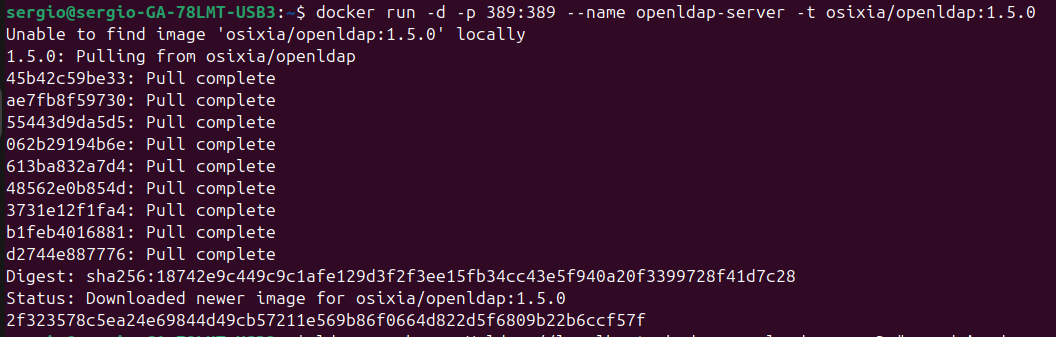 sergio@sergio-GA-78LMT-USB3:~$ docker run -d -p 389:389 --name openldap-server -t osixia/openldap:1.5.0
Unable to find image 'osixia/openldap:1.5.0' locally
1.5.0: Pulling from osixia/openldap
45b42c59be33: Pull complete
ae7fb8f59730: Pull complete
55443d9da5d5: Pull complete
062b29194b6e: Pull complete
613ba832a7d4: Pull complete
48562e0b854d: Pull complete
3731e12f1fa4: Pull complete
b1feb4016881: Pull complete
d2744e887776: Pull complete
Digest: sha256:18742e9c449c9c1afe129d3f2f3ee15fb34cc43e5f940a20f3399728f41d7c28
Status: Downloaded newer image for osixia/openldap:1.5.0
2f323578c5ea24e69844d49cb57211e569b86f0664d822d5f6809b22b6ccf57f